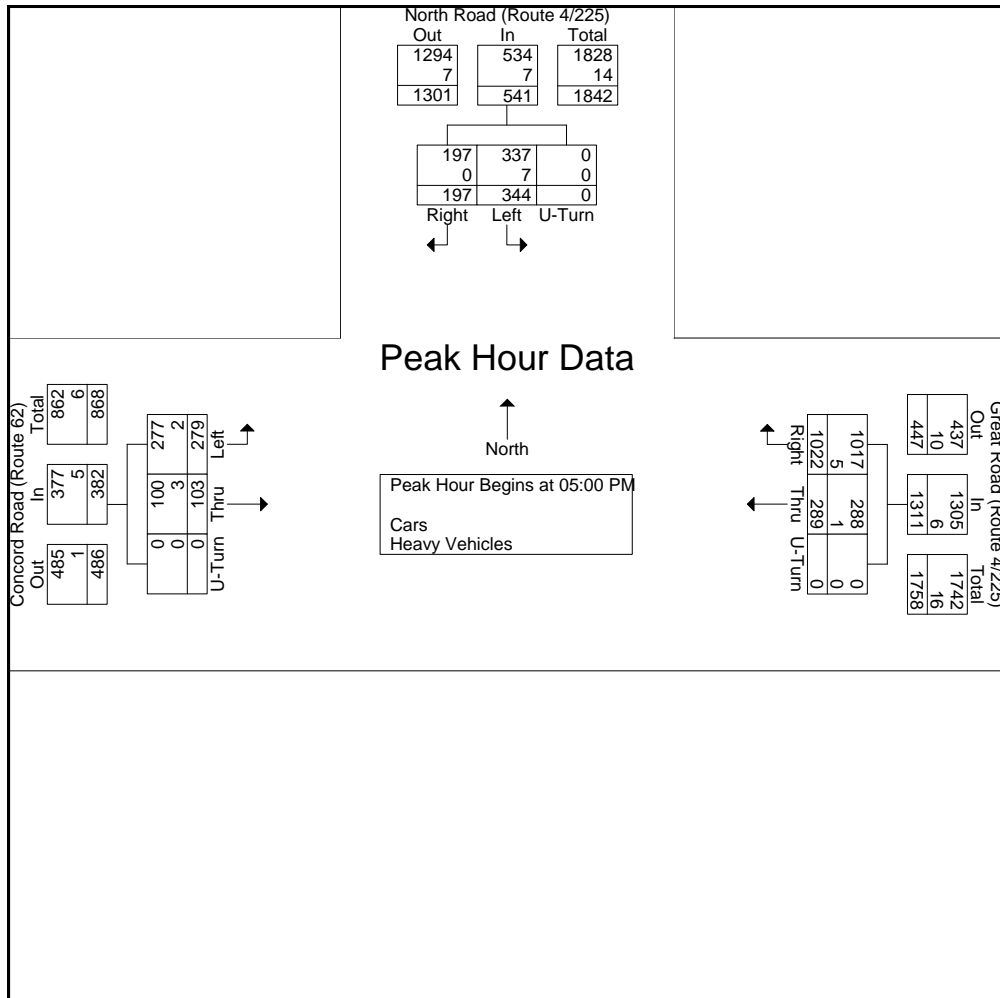 North Road (Route 4/225)
Out In Total
1294 534 1828
7 7 14
1301 541 1842
197 337 0
0 7 0
197 344 0
Right Left U-Turn
Peak Hour Data
North
Peak Hour Begins at 05:00 PM
Cars
Heavy Vehicles
Concord Road (Route 62)
Out In Total
485 377 862
1 5 6
486 382 868
0 100 277
0 3 2
0 103 279
U-Turn Thru Left
Great Road (Route 4/225)
Out In Total
437 1305 1742
10 6 16
447 1311 1758
1017 288 0
5 1 0
1022 289 0
Right Thru U-Turn